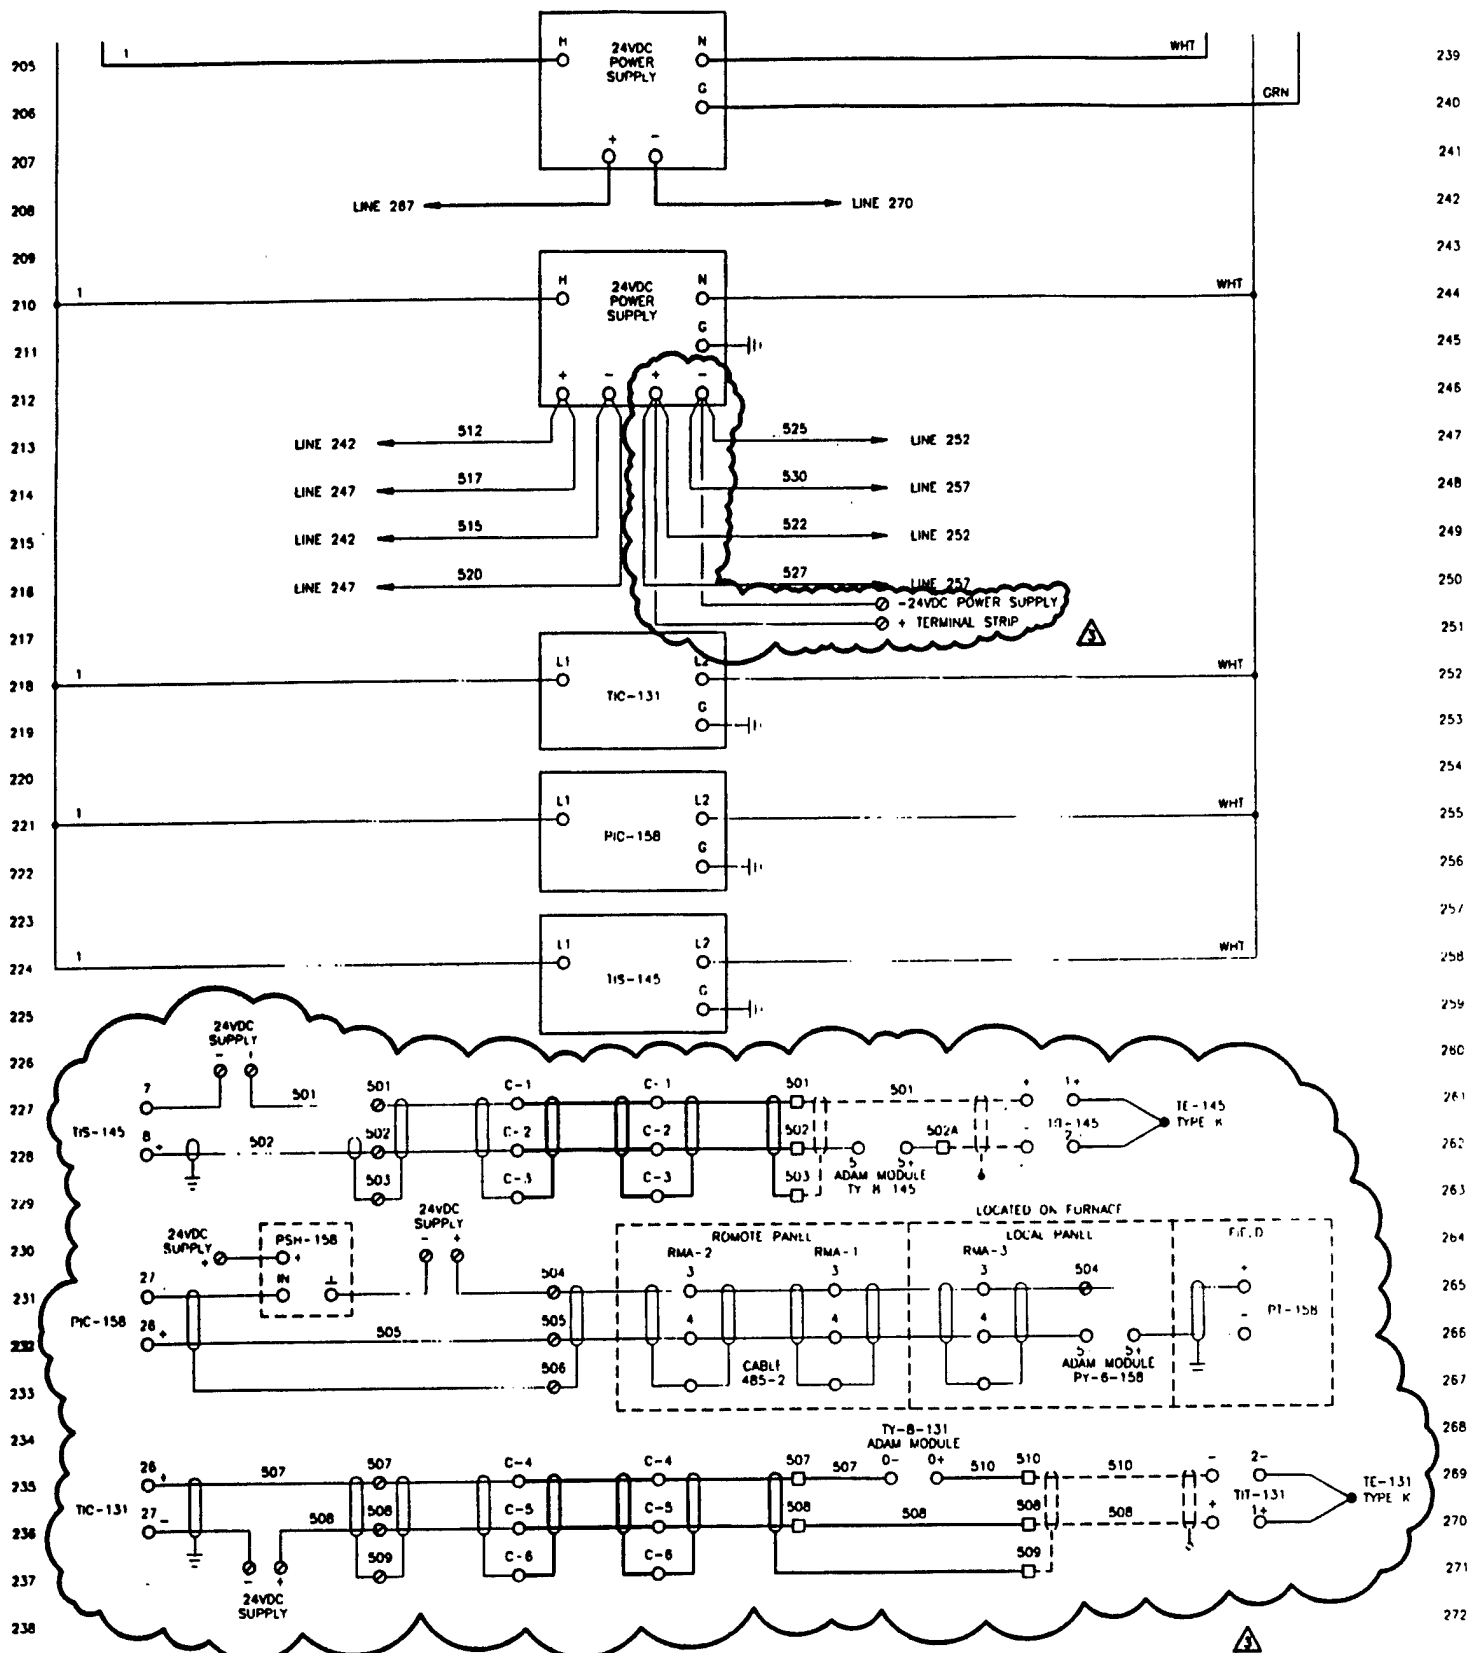 205 1 H 24VDC N WHT 239
POWER
SUPPLY
G GRN
206 240
207 + - 241
208 LINE 267 LINE 270 242
209 243
210 1 H 24VDC N WHT 244
POWER
SUPPLY
G
211 245
212 + - + - 246
213 LINE 242 512 525 LINE 252 247
214 LINE 247 517 530 LINE 257 248
215 LINE 242 515 522 LINE 252 249
216 LINE 247 520 527 LINE 257 250
-24VDC POWER SUPPLY
217 + TERMINAL STRIP 3 251
218 1 L1 TIC-131 L2 WHT 252
219 G 253
220 254
221 1 L1 PIC-158 L2 WHT 255
222 G 256
223 257
224 1 L1 TIS-145 L2 WHT 258
225 G 259
24VDC
SUPPLY
226 - + 260
227 7 501 501 C-1 C-1 501 501 + 1+ TE-145 261
TIS-145 TYPE K
228 8 + 502 502 C-2 C-2 502 5 5+ 502A - 2 262
ADAM MODULE
229 503 C-3 C-3 503 263
LOCATED ON FURNACE
24VDC
SUPPLY
230 24VDC PSH-158 - + REMOTE PANEL LOCAL PANEL FIELD 264
SUPPLY + + RMA-2 RMA-1 RMA-3
231 27 IN 504 3 3 3 504 + 265
PIC-158 PT-158
232 28 + 505 505 4 4 4 5 5+ - 266
ADAM MODULE
PY-6-158
233 506 CABLE 267
485-2
234 TY-8-131 268
ADAM MODULE
235 26 + 507 507 C-4 C-4 507 507 0- 0+ 510 510 510 - 2- 269
TIC-131 TIT-131 TE-131
TYPE K
236 27 - 508 508 C-5 C-5 508 508 508 508 + 1+ 270
237 - + 509 C-6 C-6 509 271
24VDC
SUPPLY
238 272
3